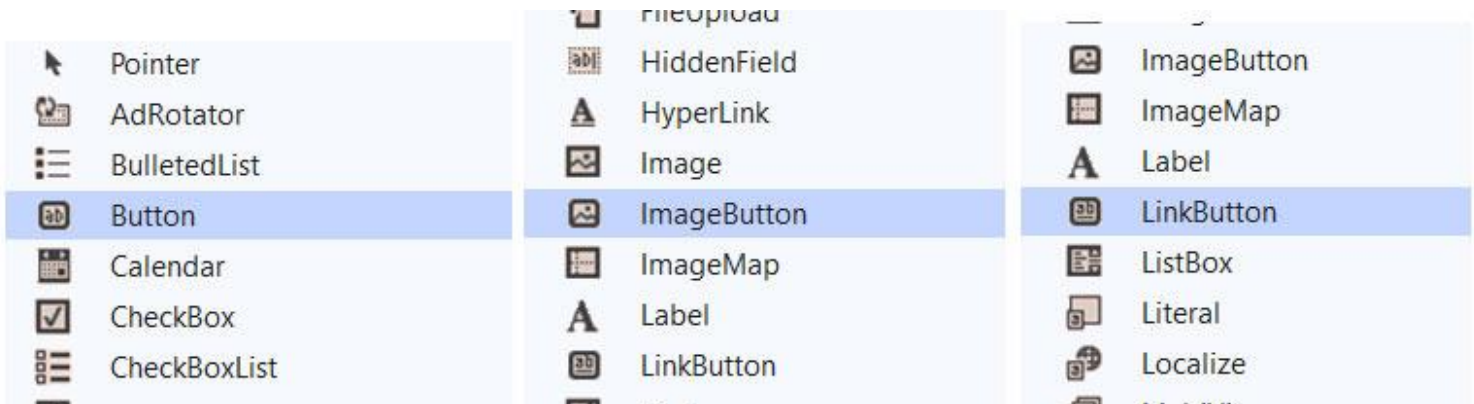 Pointer
AdRotator
BulletedList
Button
Calendar
CheckBox
CheckBoxList
FileUpload
HiddenField
HyperLink
Image
ImageButton
ImageMap
Label
LinkButton
ImageButton
ImageMap
Label
LinkButton
ListBox
Literal
Localize